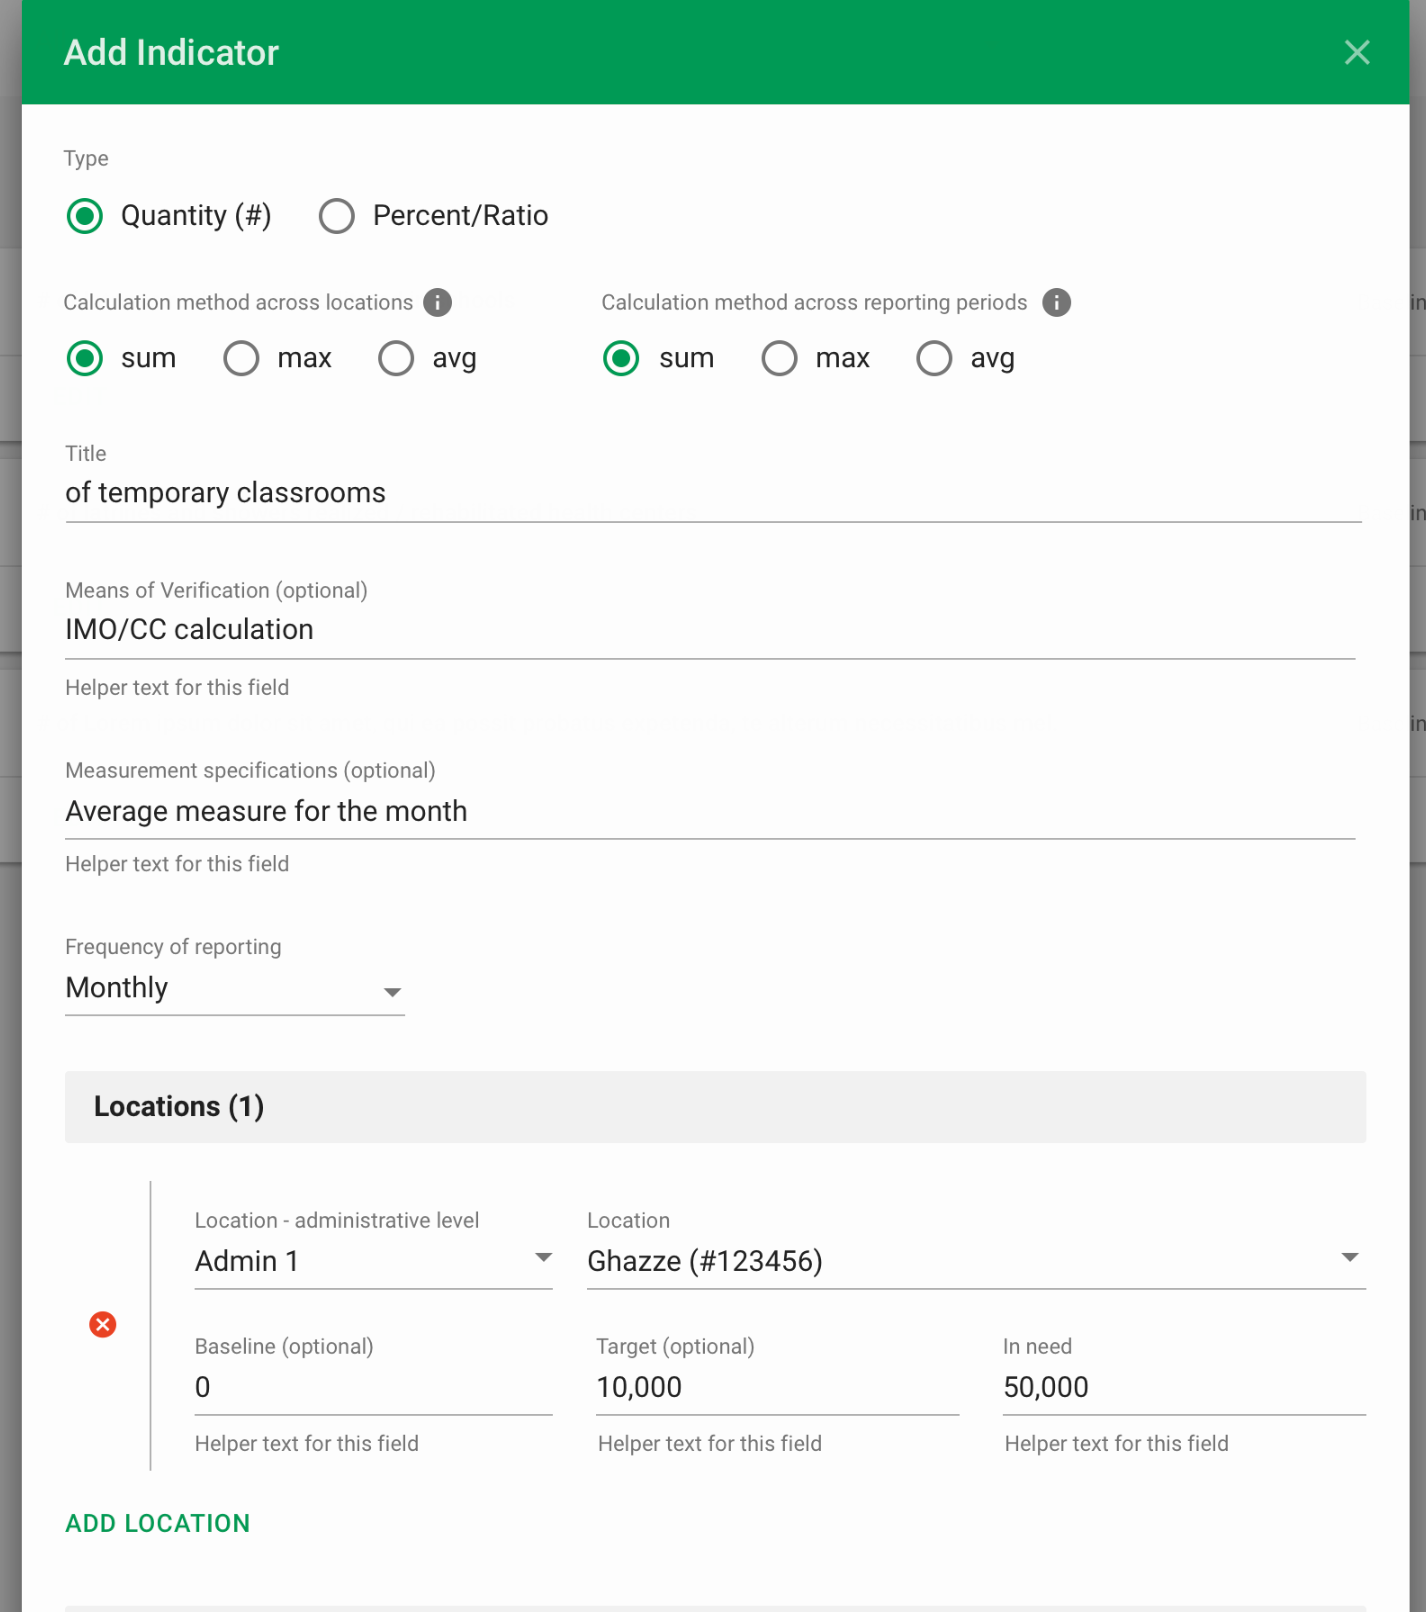 Add Indicator
Type
Quantity (#) Percent/Ratio
Calculation method across locations Calculation method across reporting periods
sum max avg sum max avg
Title
of temporary classrooms
Means of Verification (optional)
IMO/CC calculation
Helper text for this field
Measurement specifications (optional)
Average measure for the month
Helper text for this field
Frequency of reporting
Monthly
Locations (1)
Location - administrative level Location
Admin 1 Ghazze (#123456)
Baseline (optional) Target (optional) In need
0 10,000 50,000
Helper text for this field Helper text for this field Helper text for this field
ADD LOCATION